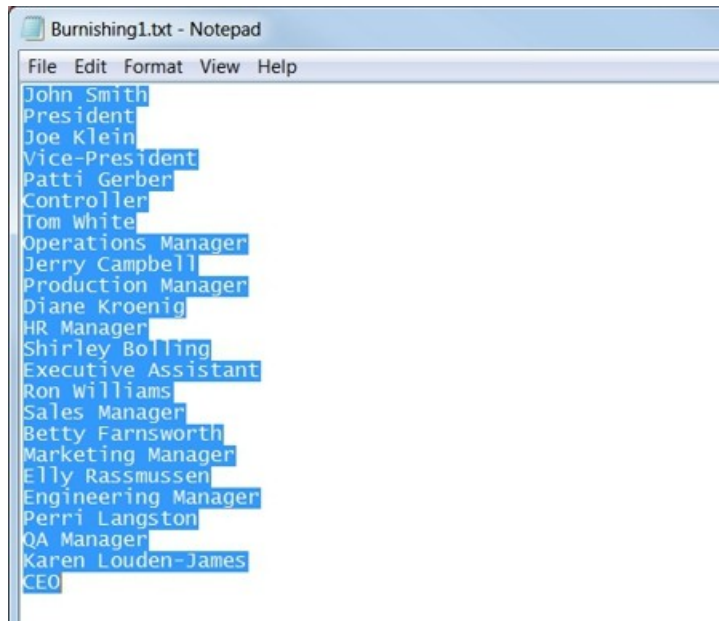 Burnishing1.txt - Notepad
File Edit Format View Help
John Smith
President
Joe Klein
Vice-President
Patti Gerber
Controller
Tom White
Operations Manager
Jerry Campbell
Production Manager
Diane Kroenig
HR Manager
Shirley Bolling
Executive Assistant
Ron Williams
Sales Manager
Betty Farnsworth
Marketing Manager
Elly Rassmussen
Engineering Manager
Perri Langston
QA Manager
Karen Louden-James
CEO